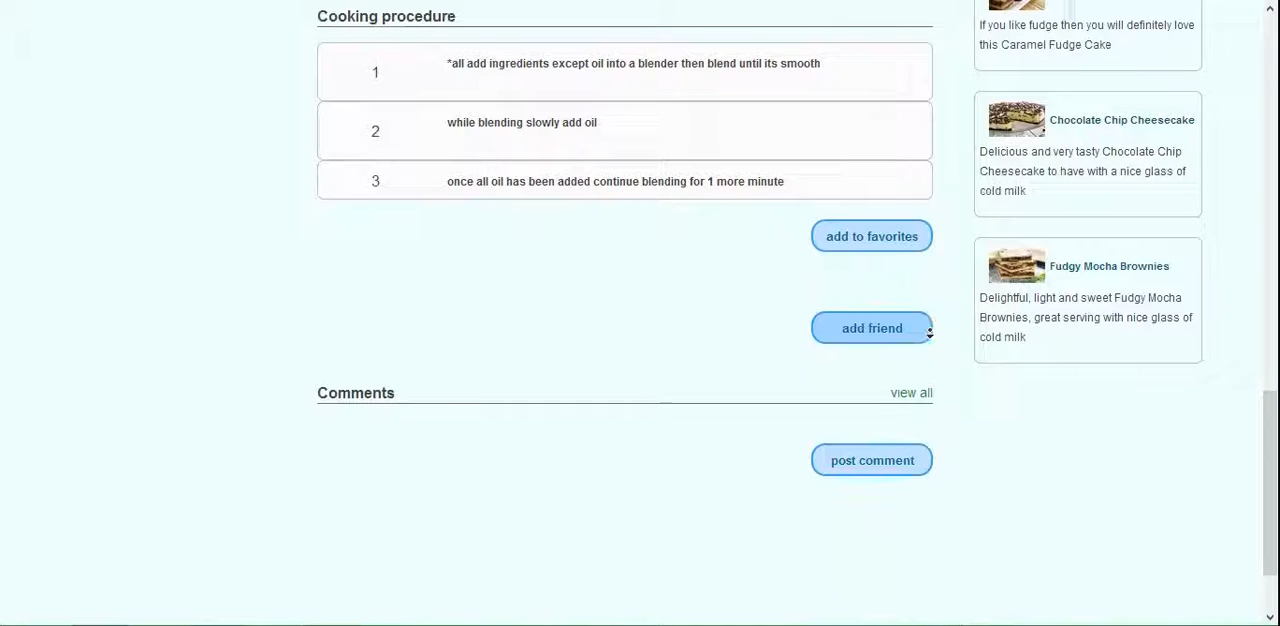 Cooking procedure
1
*all add ingredients except oil into a blender then blend until its smooth
2
while blending slowly add oil
3
once all oil has been added continue blending for 1 more minute
add to favorites
add friend
Comments
view all
post comment
If you like fudge then you will definitely love
this Caramel Fudge Cake
Chocolate Chip Cheesecake
Delicious and very tasty Chocolate Chip
Cheesecake to have with a nice glass of
cold milk
Fudgy Mocha Brownies
Delightful, light and sweet Fudgy Mocha
Brownies, great serving with nice glass of
cold milk